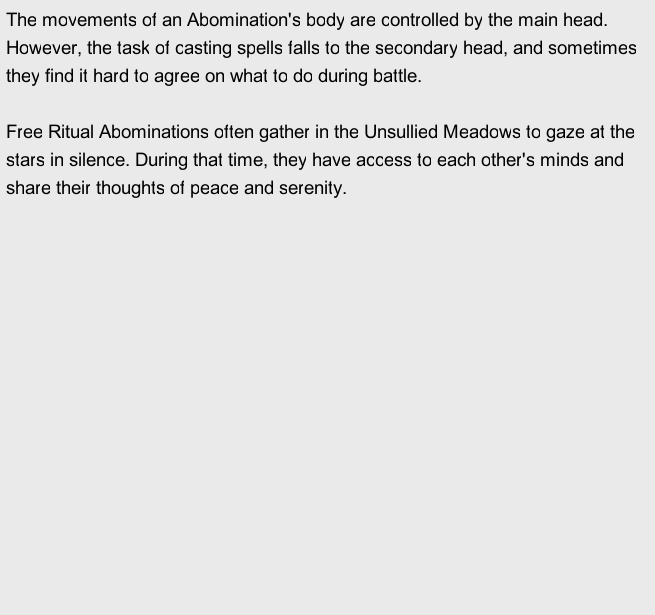 The movements of an Abomination's body are controlled by the main head.
However, the task of casting spells falls to the secondary head, and sometimes
they find it hard to agree on what to do during battle.

Free Ritual Abominations often gather in the Unsullied Meadows to gaze at the
stars in silence. During that time, they have access to each other's minds and
share their thoughts of peace and serenity.